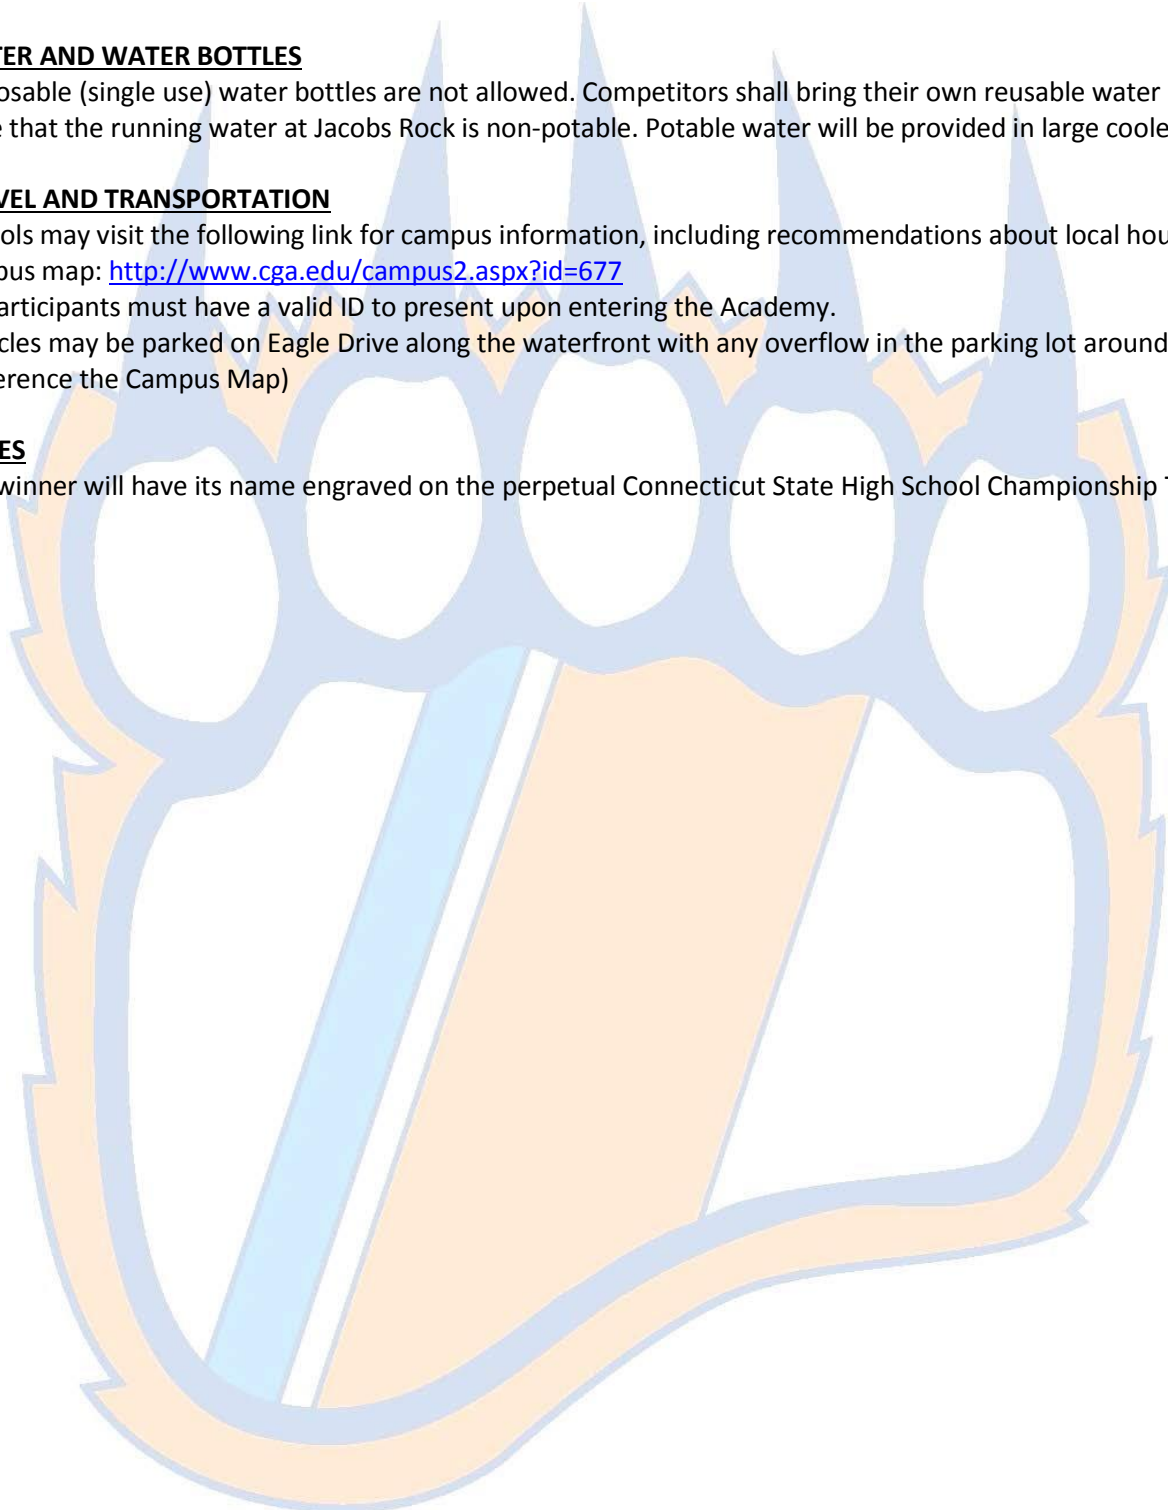 TER AND WATER BOTTLES
osable (single use) water bottles are not allowed. Competitors shall bring their own reusable water
e that the running water at Jacobs Rock is non-potable. Potable water will be provided in large coole
VEL AND TRANSPORTATION
ols may visit the following link for campus information, including recommendations about local hou
pus map: http://www.cga.edu/campus2.aspx?id=677
articipants must have a valid ID to present upon entering the Academy.
cles may be parked on Eagle Drive along the waterfront with any overflow in the parking lot around
erence the Campus Map)
ES
winner will have its name engraved on the perpetual Connecticut State High School Championship T